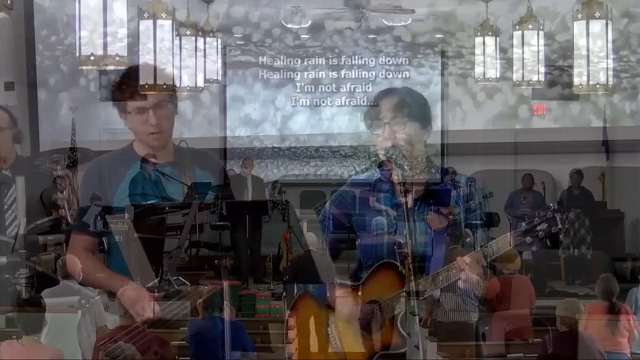 Healing rain is falling down
Healing rain is falling down
I'm not afraid
I'm not afraid...